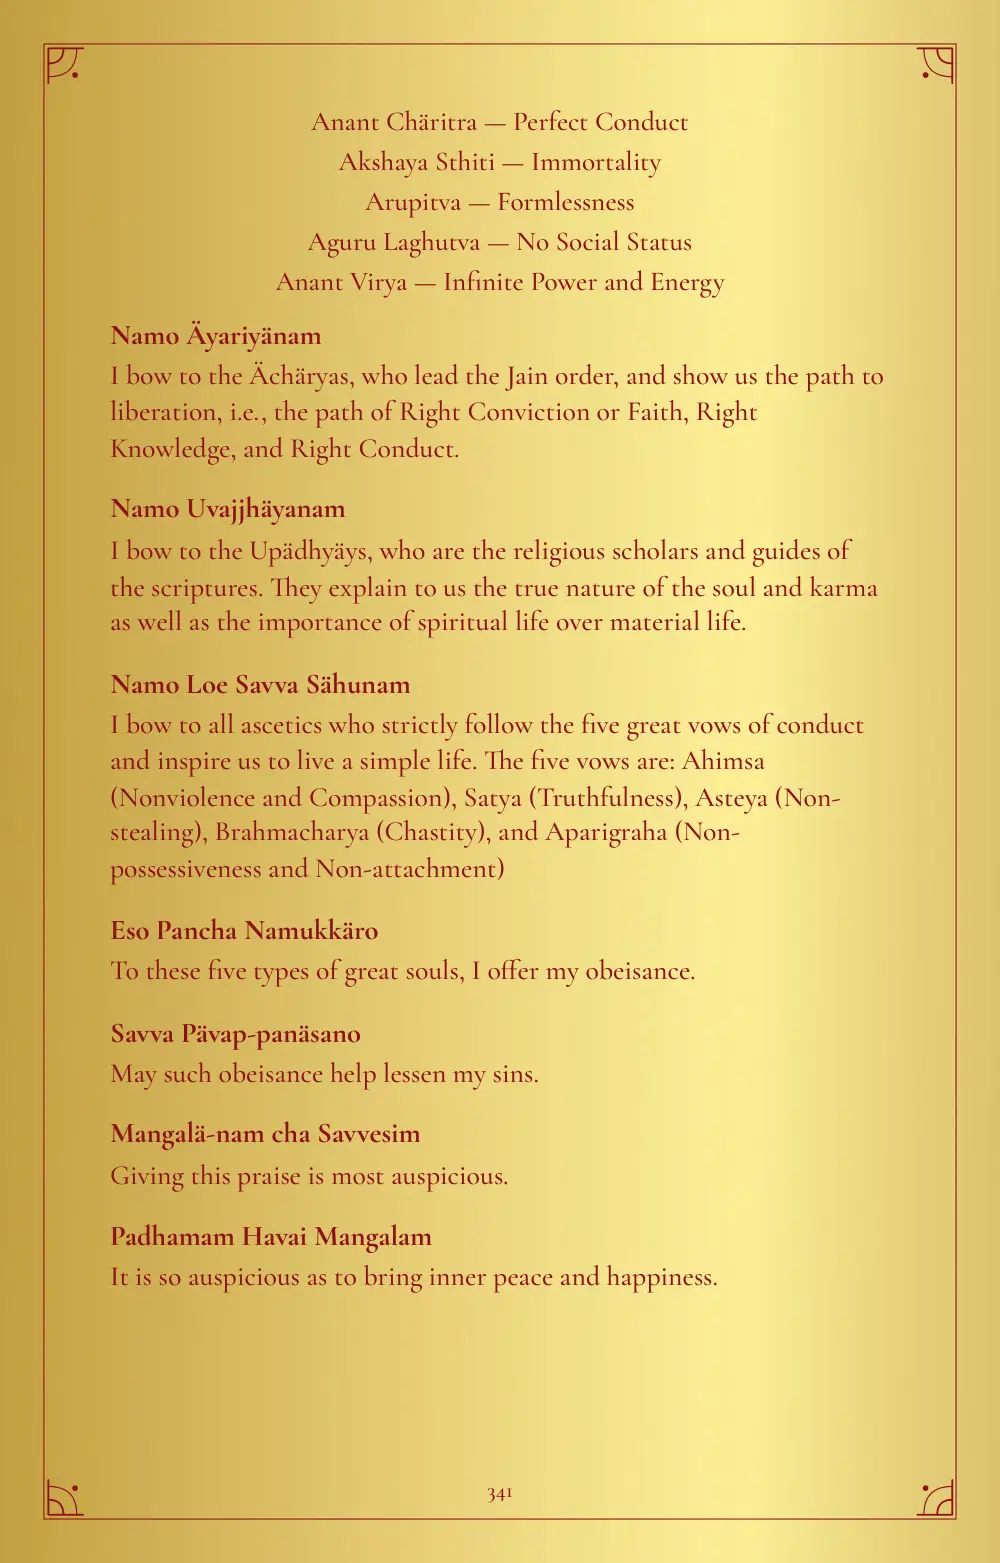 Anant Chäritra — Perfect Conduct
Akshaya Sthiti — Immortality
Arupitva — Formlessness
Aguru Laghutva — No Social Status
Anant Virya — Infinite Power and Energy
Namo Äyariyänam
I bow to the Ächäryas, who lead the Jain order, and show us the path to
liberation, i.e., the path of Right Conviction or Faith, Right
Knowledge, and Right Conduct.
Namo Uvajjhäyanam
I bow to the Upädhyäys, who are the religious scholars and guides of
the scriptures. They explain to us the true nature of the soul and karma
as well as the importance of spiritual life over material life.
Namo Loe Savva Sähunam
I bow to all ascetics who strictly follow the five great vows of conduct
and inspire us to live a simple life. The five vows are: Ahimsa
(Nonviolence and Compassion), Satya (Truthfulness), Asteya (Non-
stealing), Brahmacharya (Chastity), and Aparigraha (Non-
possessiveness and Non-attachment)
Eso Pancha Namukkäro
To these five types of great souls, I offer my obeisance.
Savva Pävap-panäsano
May such obeisance help lessen my sins.
Mangalä-nam cha Savvesim
Giving this praise is most auspicious.
Padhamam Havai Mangalam
It is so auspicious as to bring inner peace and happiness.
341